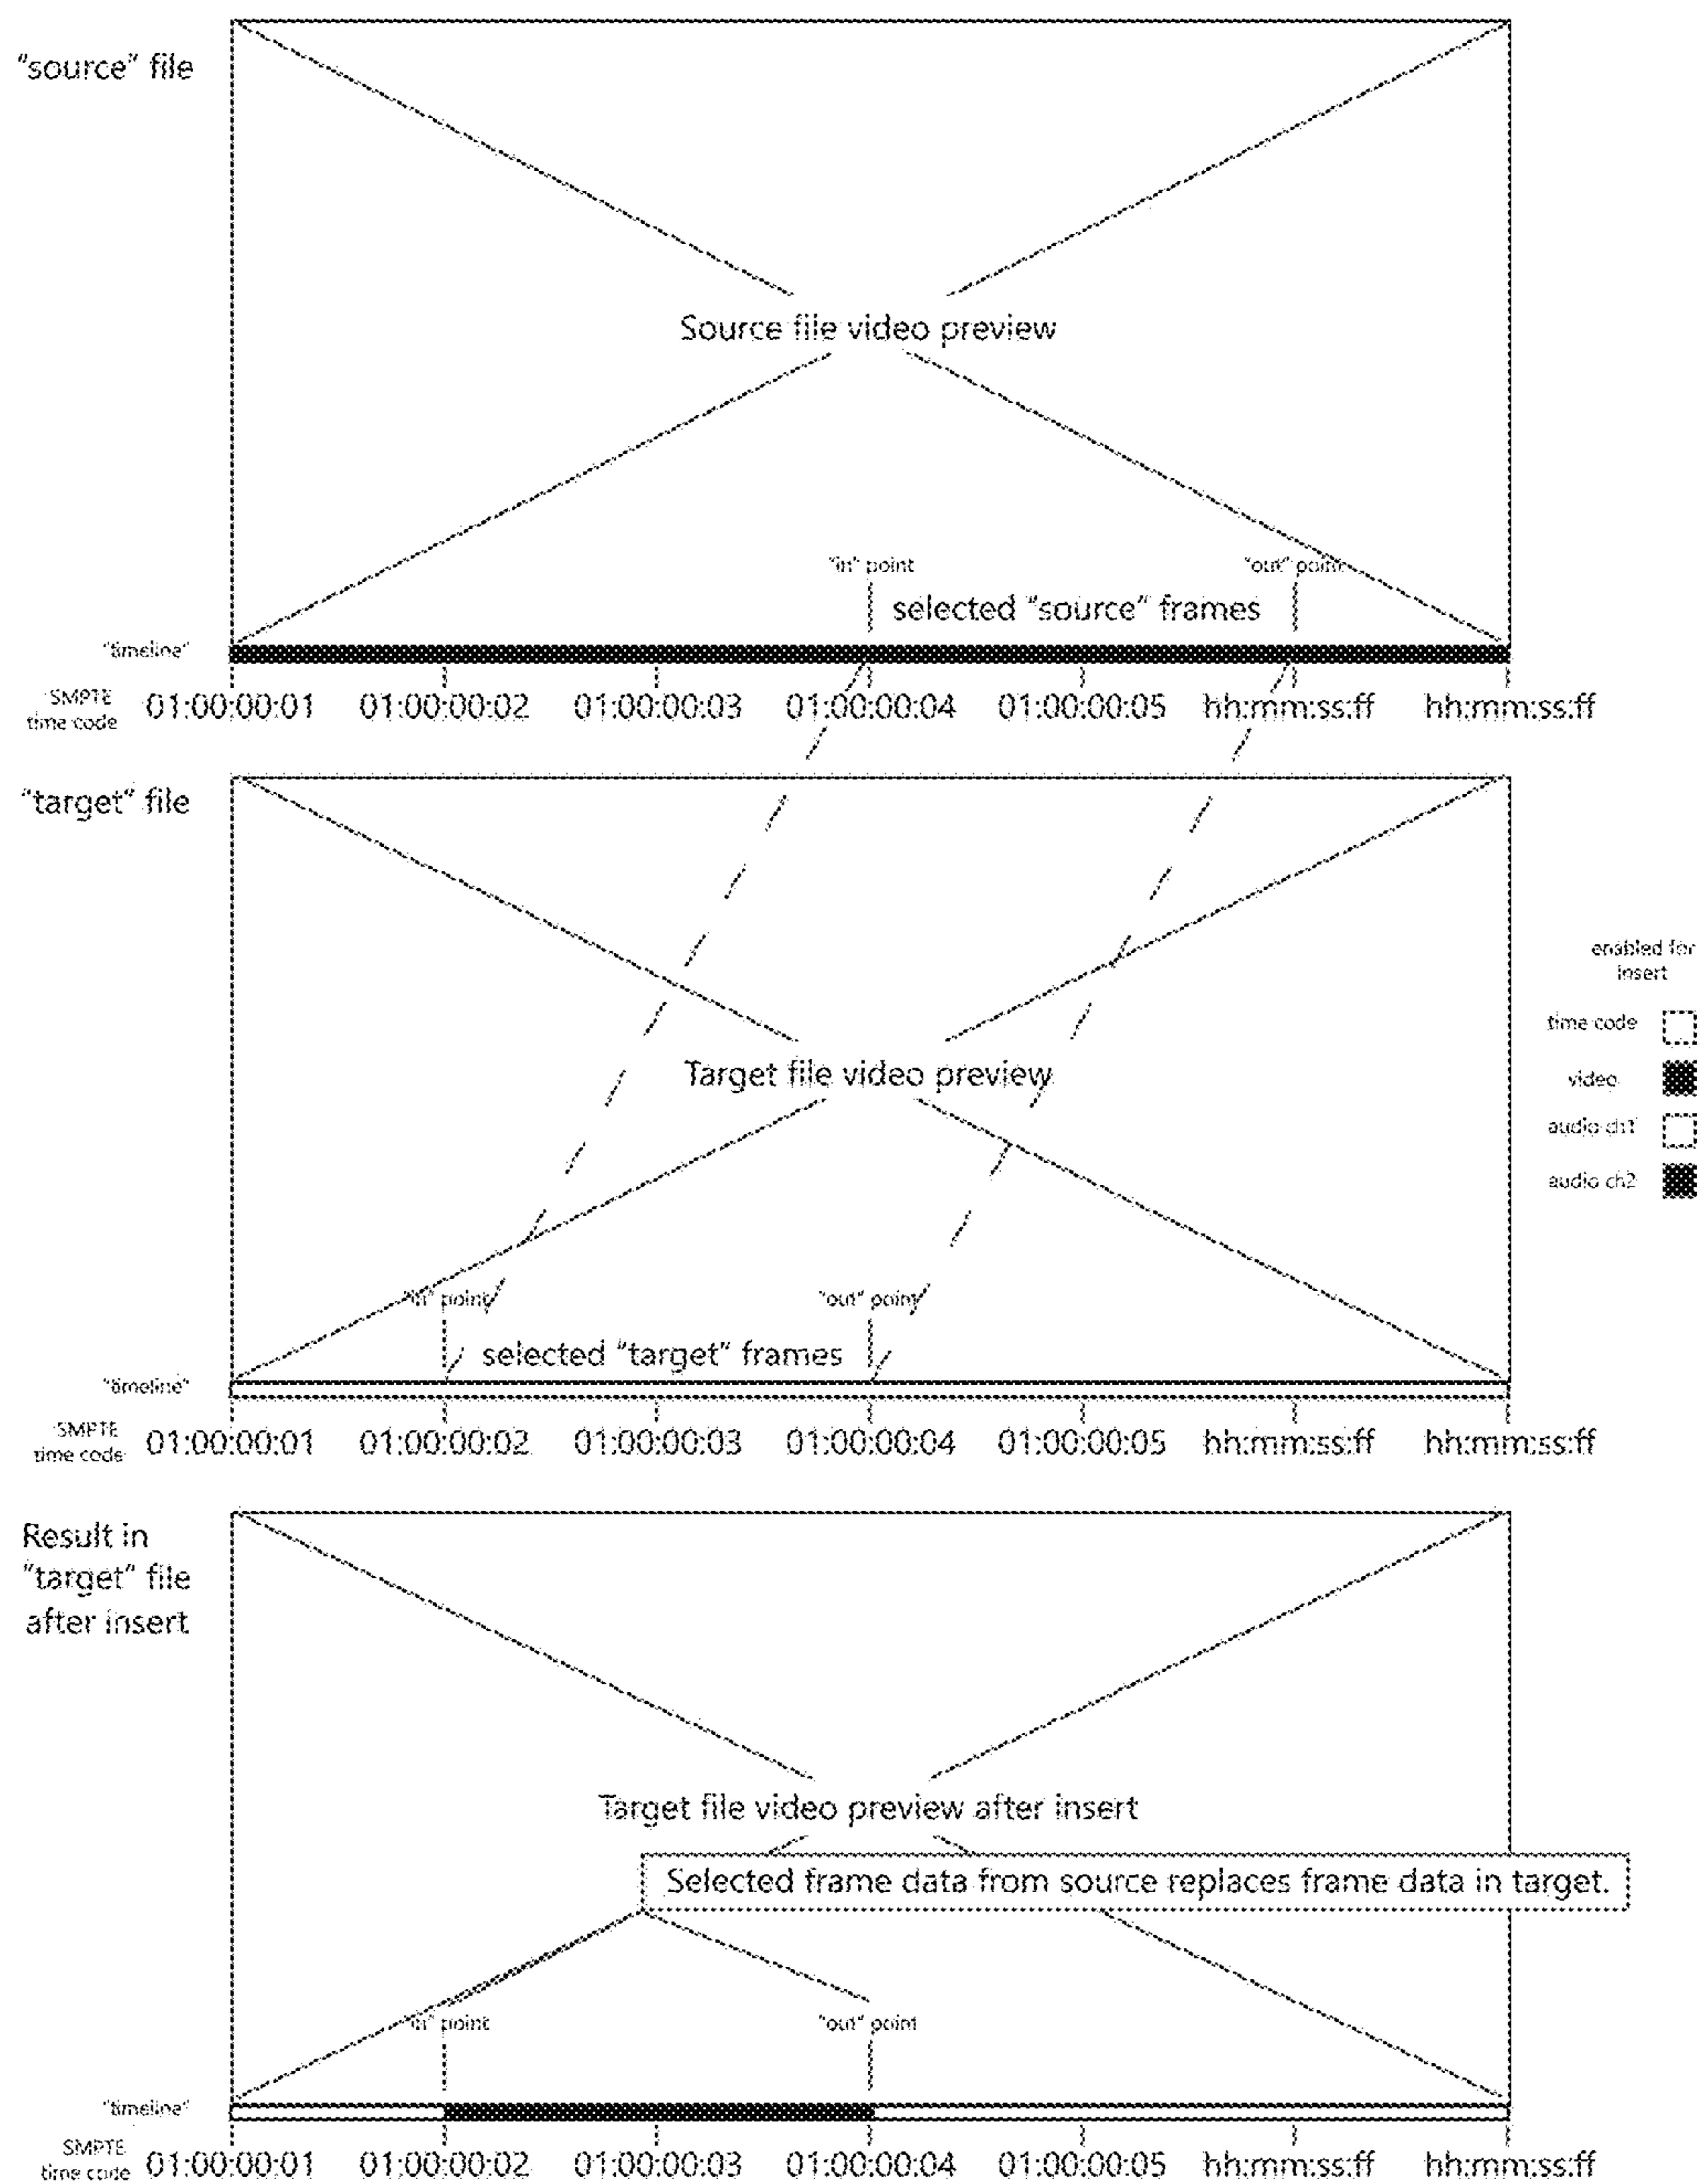 "source" file
Source file video preview
"in" point
"out" point
selected "source" frames
"timeline"
SMPTE
time code
01:00:00:01 01:00:00:02 01:00:00:03 01:00:00:04 01:00:00:05 hh:mm:ss:ff hh:mm:ss:ff
"target" file
enabled for
insert
time code
video
audio ch1
audio ch2
Target file video preview
"in" point
"out" point
selected "target" frames
"timeline"
SMPTE
time code
01:00:00:01 01:00:00:02 01:00:00:03 01:00:00:04 01:00:00:05 hh:mm:ss:ff hh:mm:ss:ff
Result in
"target" file
after insert
Target file video preview after insert
Selected frame data from source replaces frame data in target.
"in" point
"out" point
"timeline"
SMPTE
time code
01:00:00:01 01:00:00:02 01:00:00:03 01:00:00:04 01:00:00:05 hh:mm:ss:ff hh:mm:ss:ff